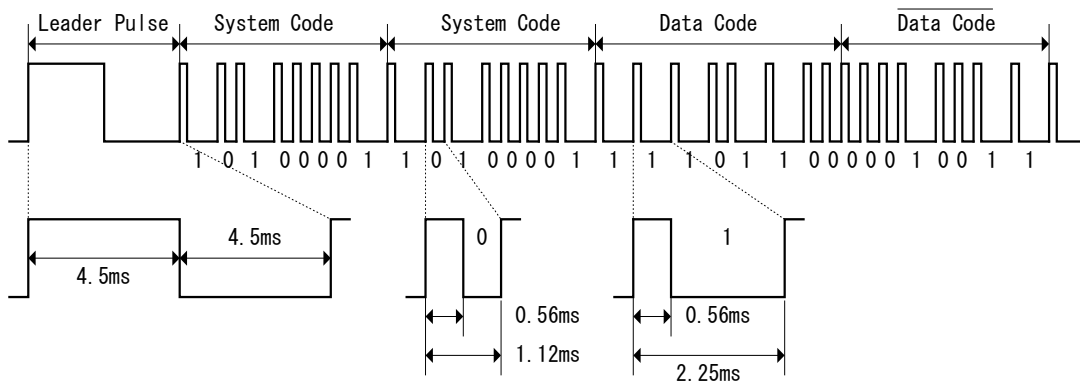 Leader Pulse System Code System Code Data Code Data Code
1 0 1 0 0 0 0 1 1 0 1 0 0 0 0 1 1 1 1 0 1 1 0 0 0 0 0 1 0 0 1 1
4.5ms 4.5ms
0 0.56ms
1.12ms
1 0.56ms
2.25ms